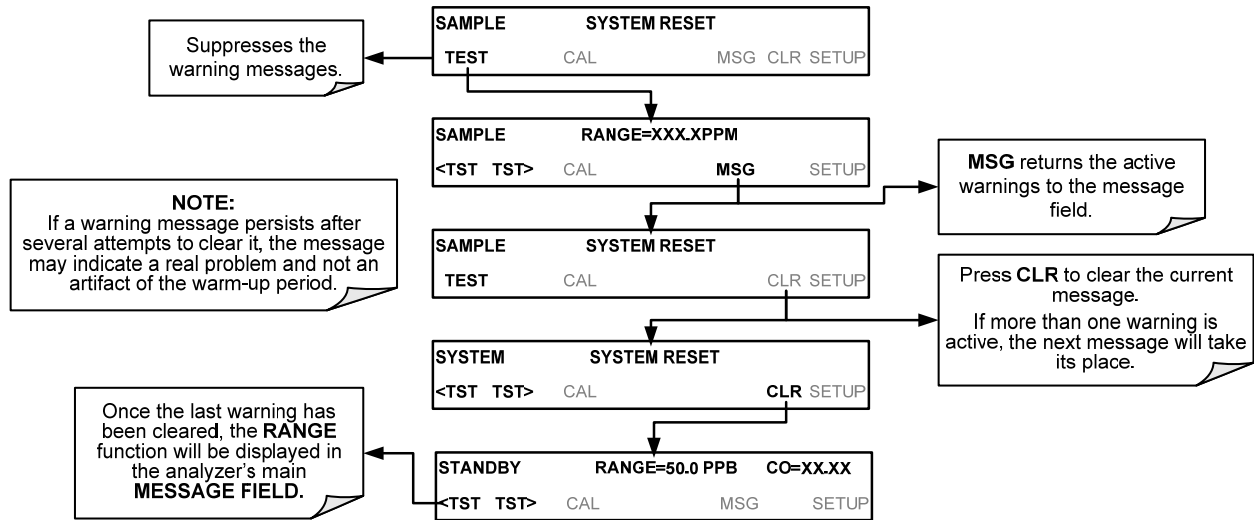 SAMPLE SYSTEM RESET
TEST CAL MSG CLR SETUP
Suppresses the
warning messages.
SAMPLE RANGE=XXX.XPPM
<TST TST> CAL MSG SETUP
MSG returns the active
warnings to the message
field.
NOTE:
If a warning message persists after
several attempts to clear it, the message
may indicate a real problem and not an
artifact of the warm-up period.
SAMPLE SYSTEM RESET
TEST CAL CLR SETUP
Press CLR to clear the current
message.
If more than one warning is
active, the next message will take
its place.
SYSTEM SYSTEM RESET
<TST TST> CAL CLR SETUP
Once the last warning has
been cleared, the RANGE
function will be displayed in
the analyzer's main
MESSAGE FIELD.
STANDBY RANGE=50.0 PPB CO=XX.XX
<TST TST> CAL MSG SETUP